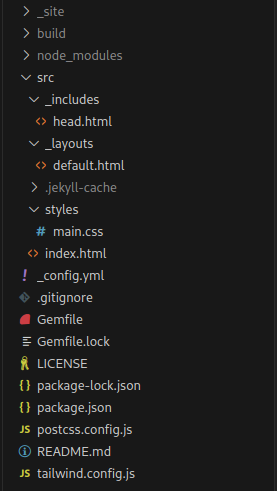 _site
build
node_modules
src
_includes
<> head.html
_layouts
<> default.html
.jekyll-cache
styles
# main.css
<> index.html
! _config.yml
.gitignore
Gemfile
Gemfile.lock
LICENSE
{} package-lock.json
{} package.json
JS postcss.config.js
README.md
JS tailwind.config.js